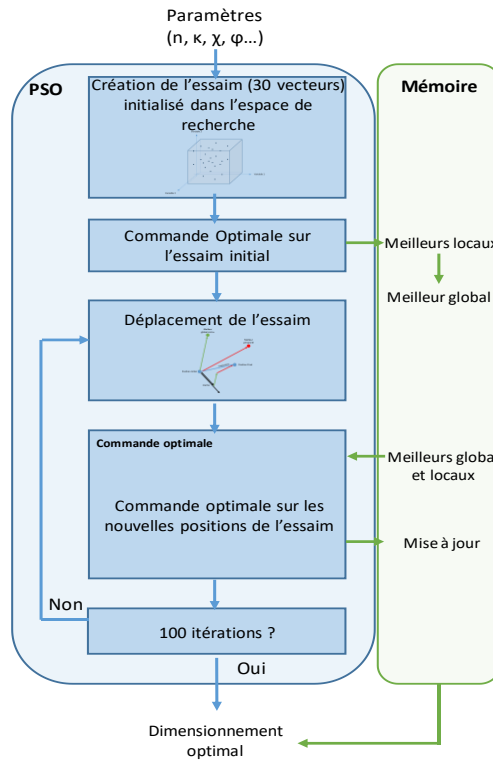 Paramètres
(n, κ, χ, φ...)
PSO
Création de l'essaim (30 vecteurs)
initialisé dans l'espace de
recherche
Mémoire
Commande Optimale sur
l'essaim initial
Meilleurs locaux
Meilleur global
Déplacement de l'essaim
Commande optimale
Commande optimale sur les
nouvelles positions de l'essaim
Meilleurs global
et locaux
Mise à jour
Non
100 itérations ?
Oui
Dimensionnement
optimal